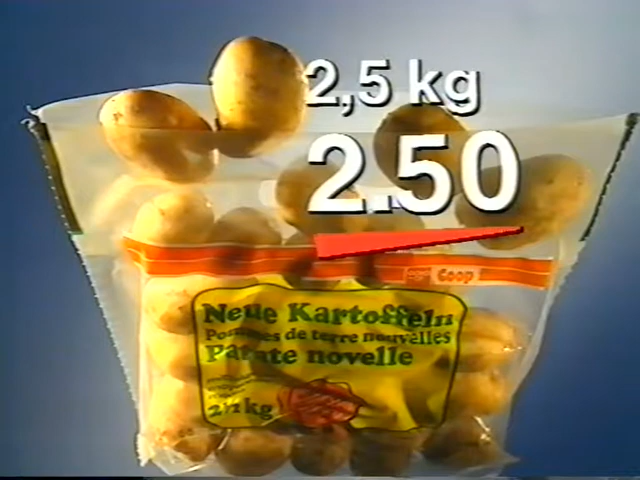 2,5 kg
2.50
Coop
Neue Kartoffeln
Pommes de terre nouvelles
Patate novelle
2½ kg